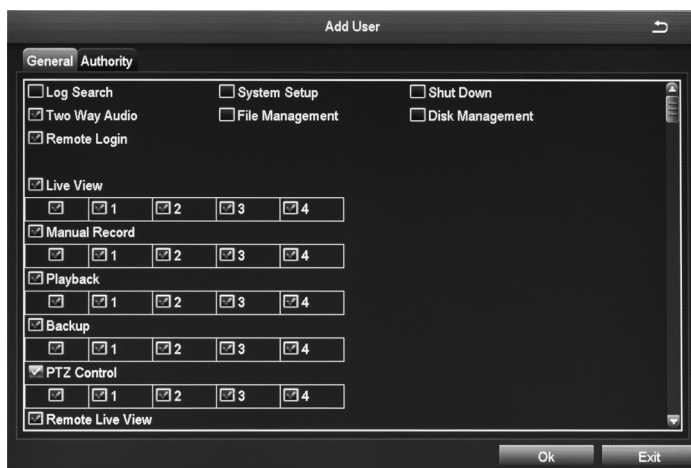 Add User
General Authority
Log Search System Setup Shut Down
Two Way Audio File Management Disk Management
Remote Login
Live View
1 2 3 4
Manual Record
1 2 3 4
Playback
1 2 3 4
Backup
1 2 3 4
PTZ Control
1 2 3 4
Remote Live View
Ok Exit